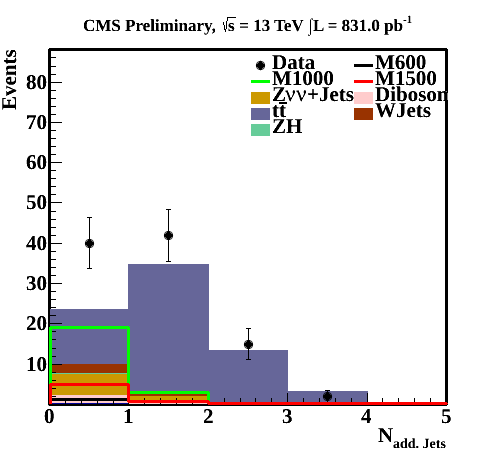 CMS Preliminary, √s = 13 TeV ∫L = 831.0 pb⁻¹
Events
Data
M600
M1000
M1500
Zνν+Jets
Diboson
tt̄
WJets
ZH
80
70
60
50
40
30
20
10
0 1 2 3 4 5
N_add. Jets